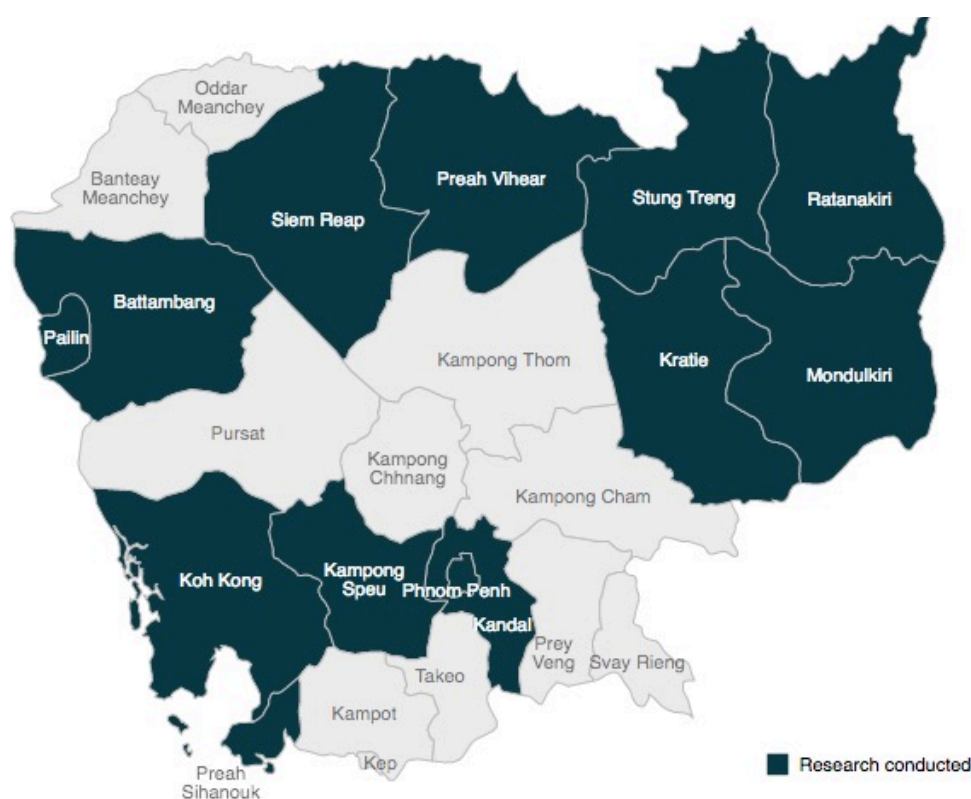 Oddar
Meanchey
Banteay
Meanchey
Siem Reap
Preah Vihear
Stung Treng
Ratanakiri
Battambang
Pailin
Kampong Thom
Kratie
Mondulkiri
Pursat
Kampong
Chhnang
Kampong Cham
Koh Kong
Kampong
Speu
Phnom Penh
Kandal
Prey
Veng
Svay Rieng
Takeo
Kampot
Kep
Preah
Sihanouk
Research conducted